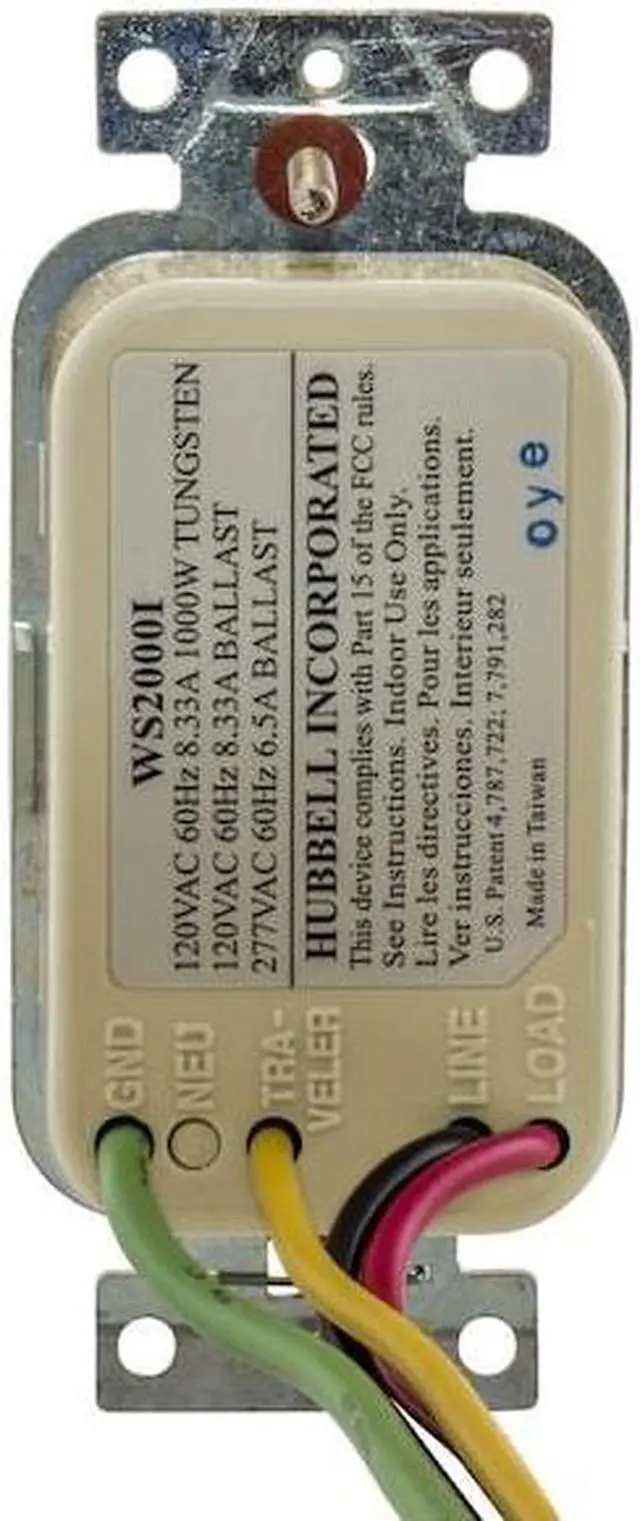 WS2000I
120VAC 60Hz 8.33A 1000W TUNGSTEN
120VAC 60Hz 8.33A BALLAST
277VAC 60Hz 6.5A BALLAST
HUBBELL INCORPORATED
This device complies with Part 15 of the FCC rules.
See Instructions. Indoor Use Only.
Lire les directives. Pour les applications.
Ver instrucciones. Interieur seulement.
U.S. Patent 4,787,722; 7,791,282
Made in Taiwan
oye
GND
NEU
TRA-
VELER
LINE
LOAD